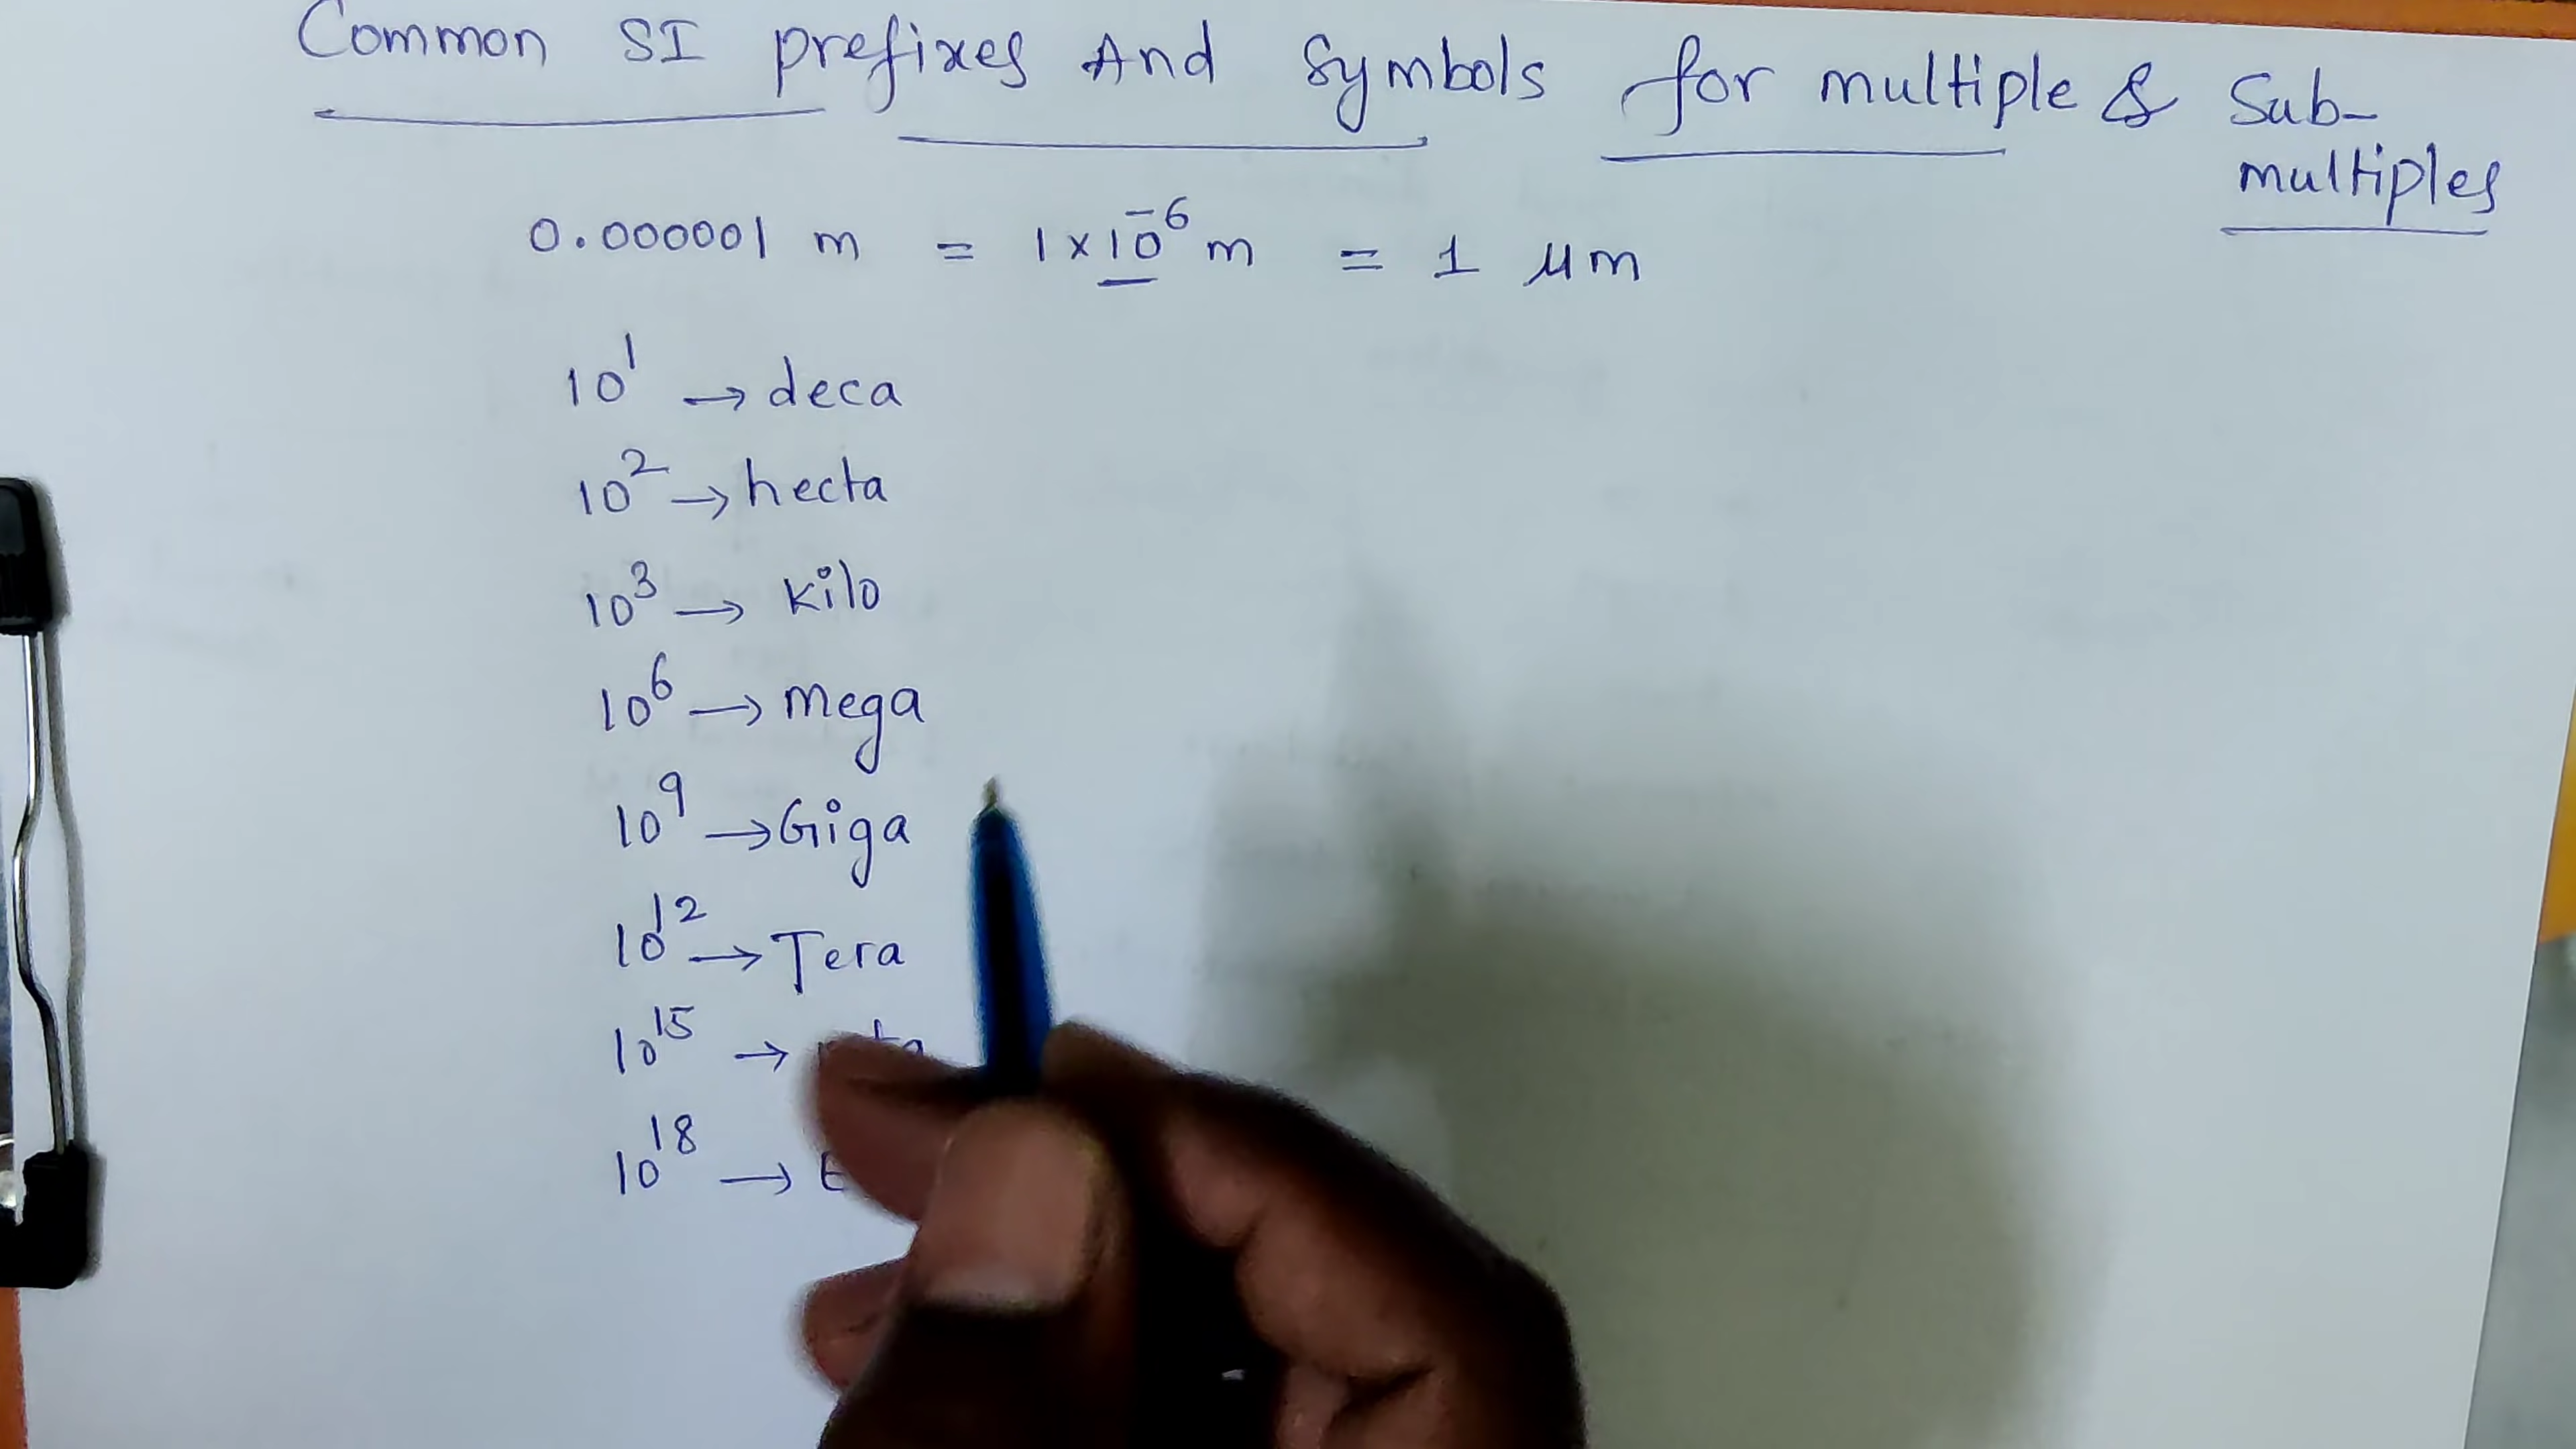 Common SI prefixes And Symbols for multiple & Sub-
multiples
0.000001 m = 1 x 10⁻⁶ m = 1 μm
10¹ → deca
10² → hecta
10³ → Kilo
10⁶ → mega
10⁹ → Giga
10¹² → Tera
10¹⁵ →
10¹⁸ →